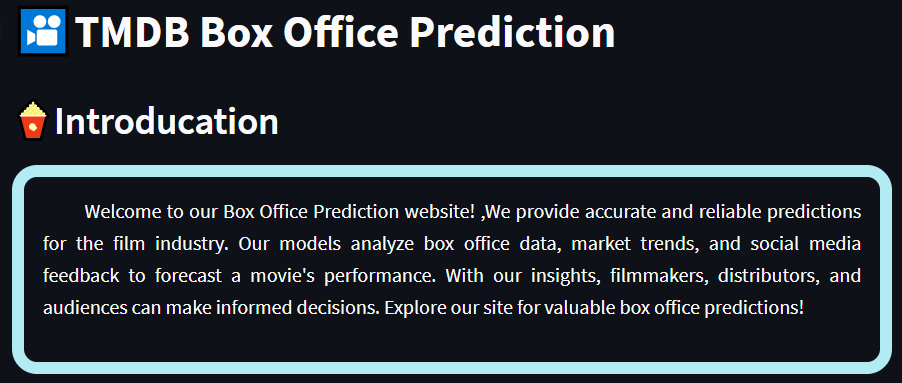 TMDB Box Office Prediction
Introducation
Welcome to our Box Office Prediction website! ,We provide accurate and reliable predictions
for the film industry. Our models analyze box office data, market trends, and social media
feedback to forecast a movie's performance. With our insights, filmmakers, distributors, and
audiences can make informed decisions. Explore our site for valuable box office predictions!